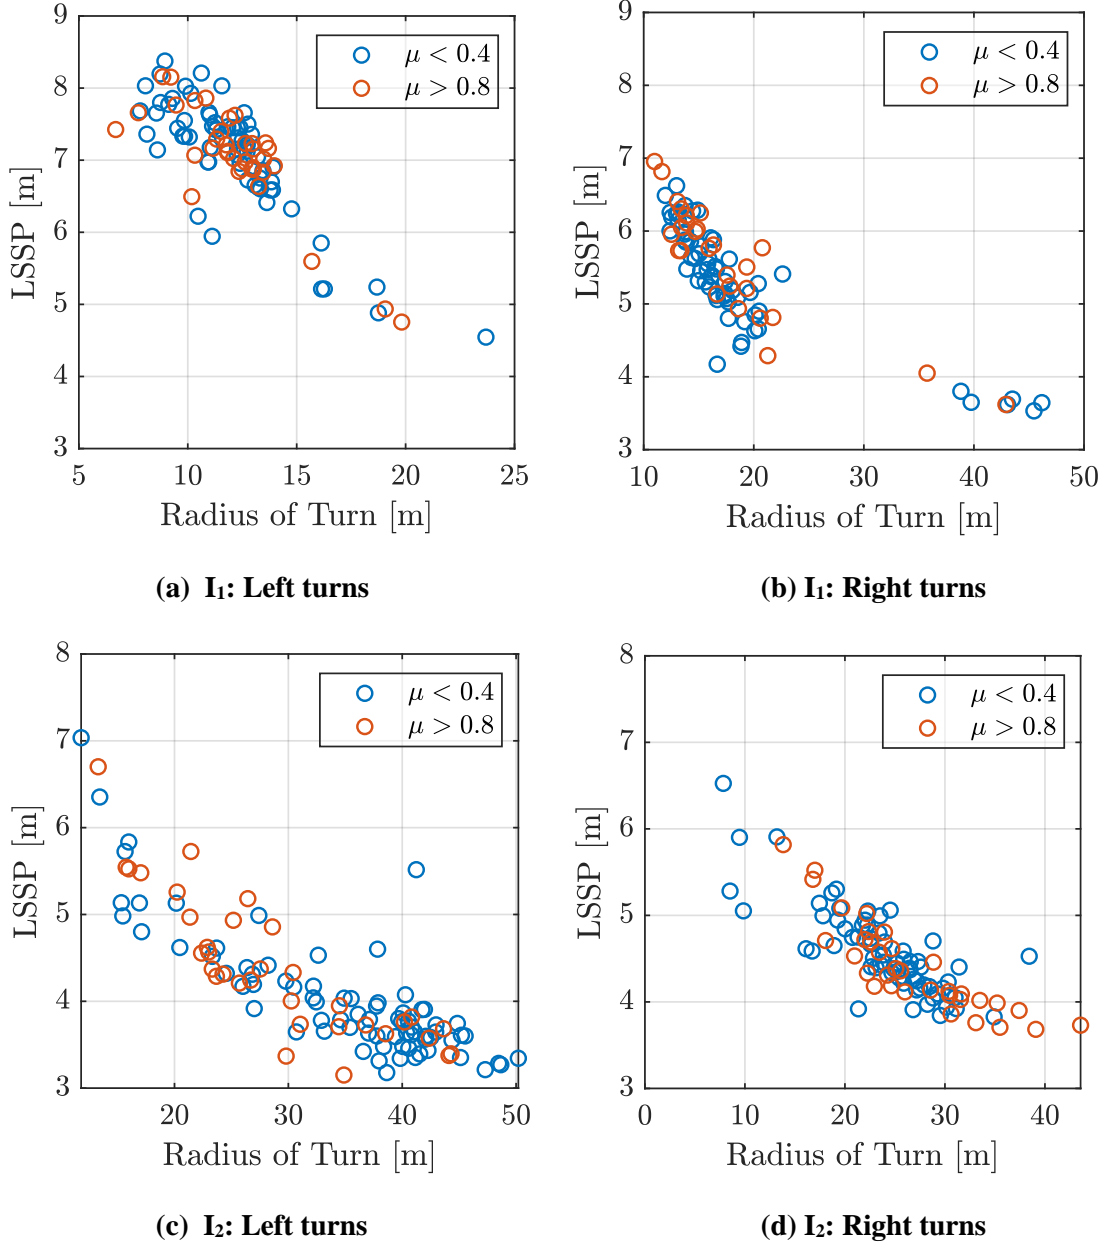 9
8
7
6
5
4
3
LSSP [m]
μ < 0.4
μ > 0.8
5 10 15 20 25
Radius of Turn [m]
(a) I₁: Left turns
9
8
7
6
5
4
3
LSSP [m]
μ < 0.4
μ > 0.8
10 20 30 40 50
Radius of Turn [m]
(b) I₁: Right turns
8
7
6
5
4
3
LSSP [m]
μ < 0.4
μ > 0.8
20 30 40 50
Radius of Turn [m]
(c) I₂: Left turns
8
7
6
5
4
3
LSSP [m]
μ < 0.4
μ > 0.8
0 10 20 30 40
Radius of Turn [m]
(d) I₂: Right turns